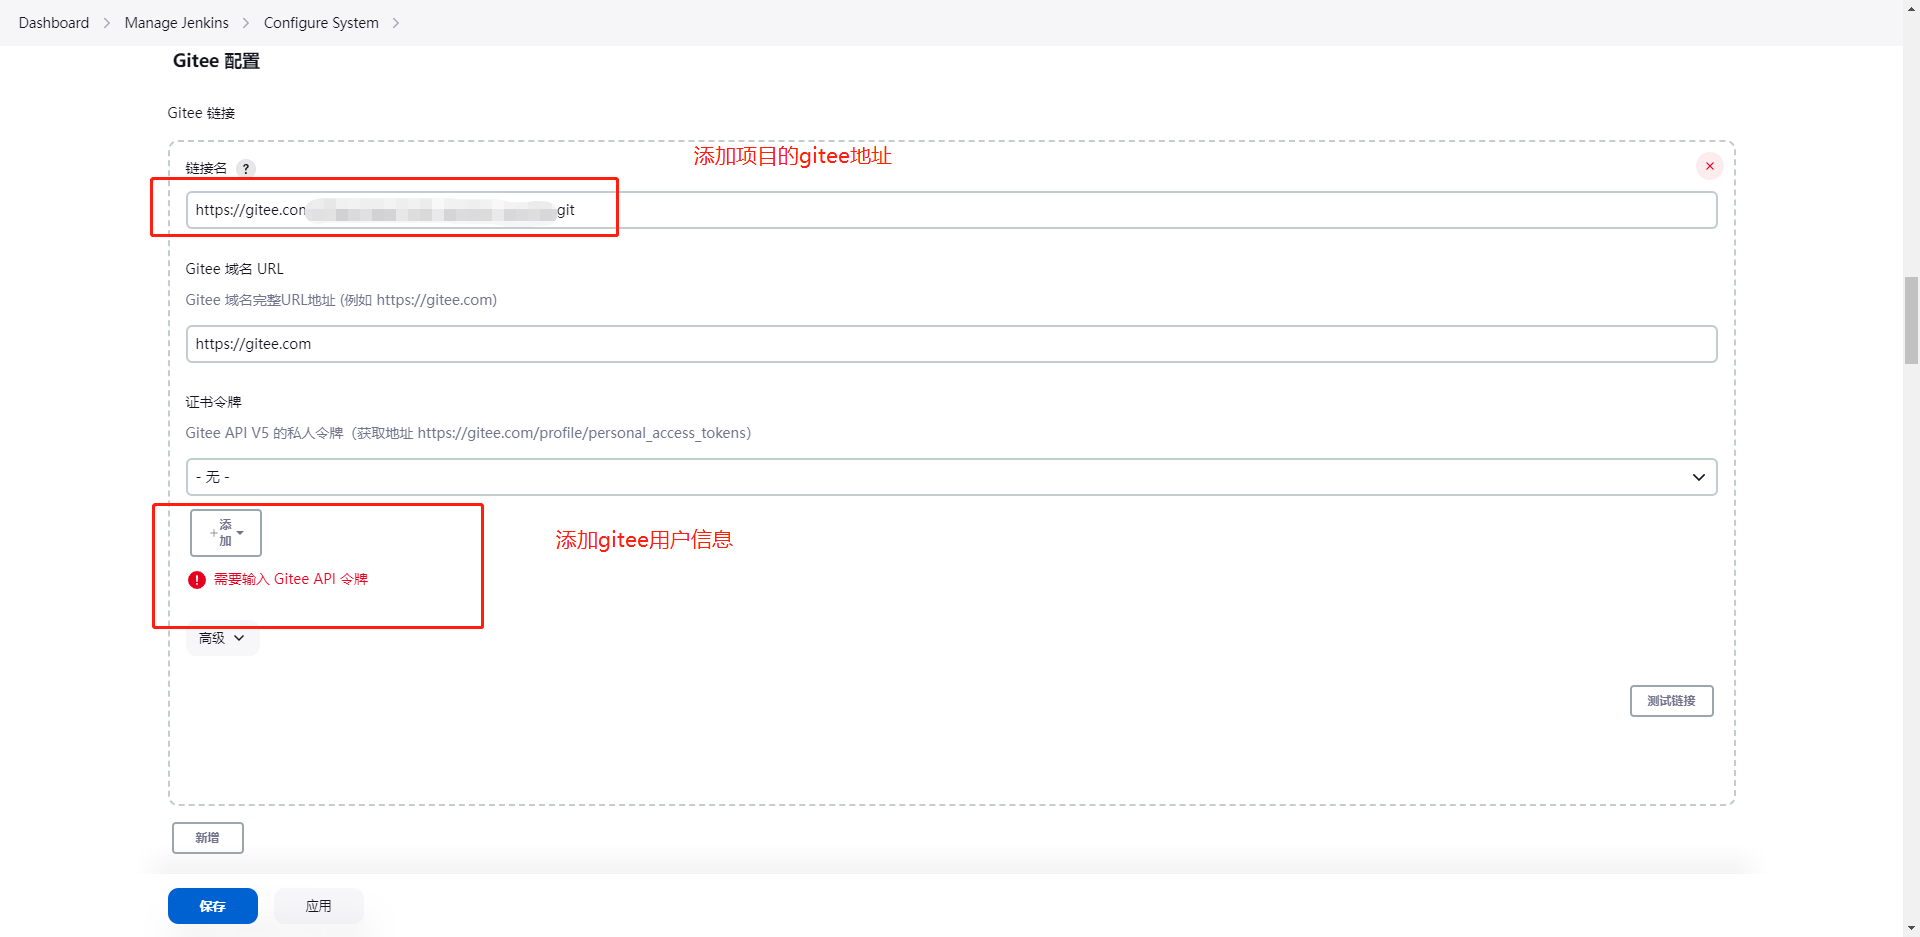 Dashboard > Manage Jenkins > Configure System >
Gitee 配置
Gitee 链接
添加项目的gitee地址
链接名 ?
https://gitee.con git
Gitee 域名 URL
Gitee 域名完整URL地址 (例如 https://gitee.com)
https://gitee.com
证书令牌
Gitee API V5 的私人令牌（获取地址 https://gitee.com/profile/personal_access_tokens）
- 无 -
添
加
添加gitee用户信息
需要输入 Gitee API 令牌
高级
测试链接
新增
保存
应用